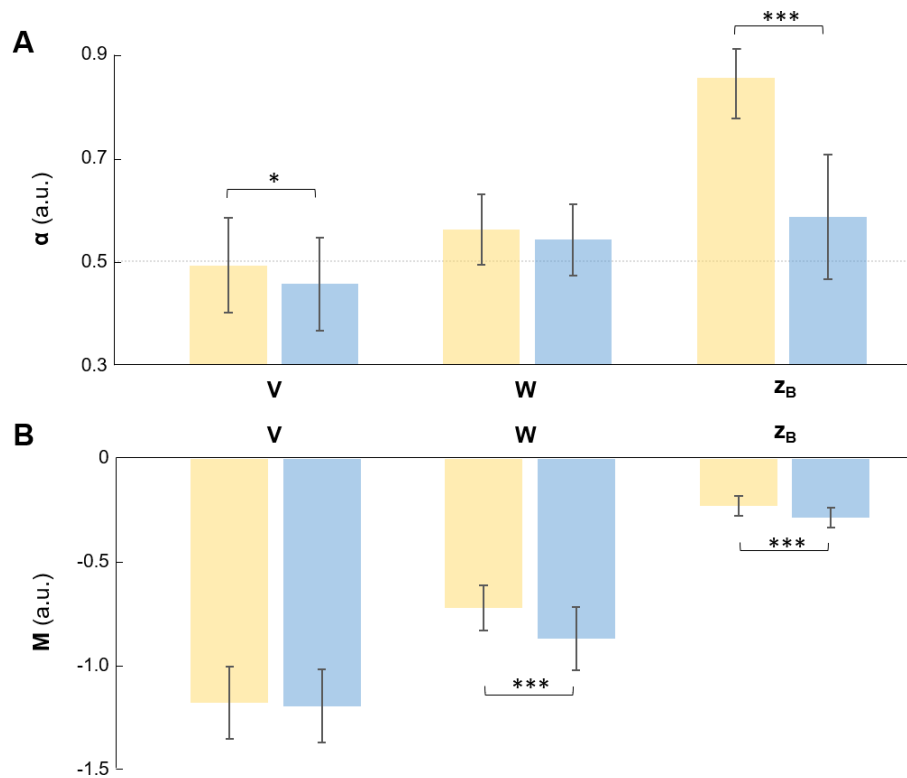 A
***
0.9
0.7
*
α (a.u.)
0.5
0.3
V W zB
B
V W zB
0
***
-0.5
M (a.u.)
***
-1.0
-1.5